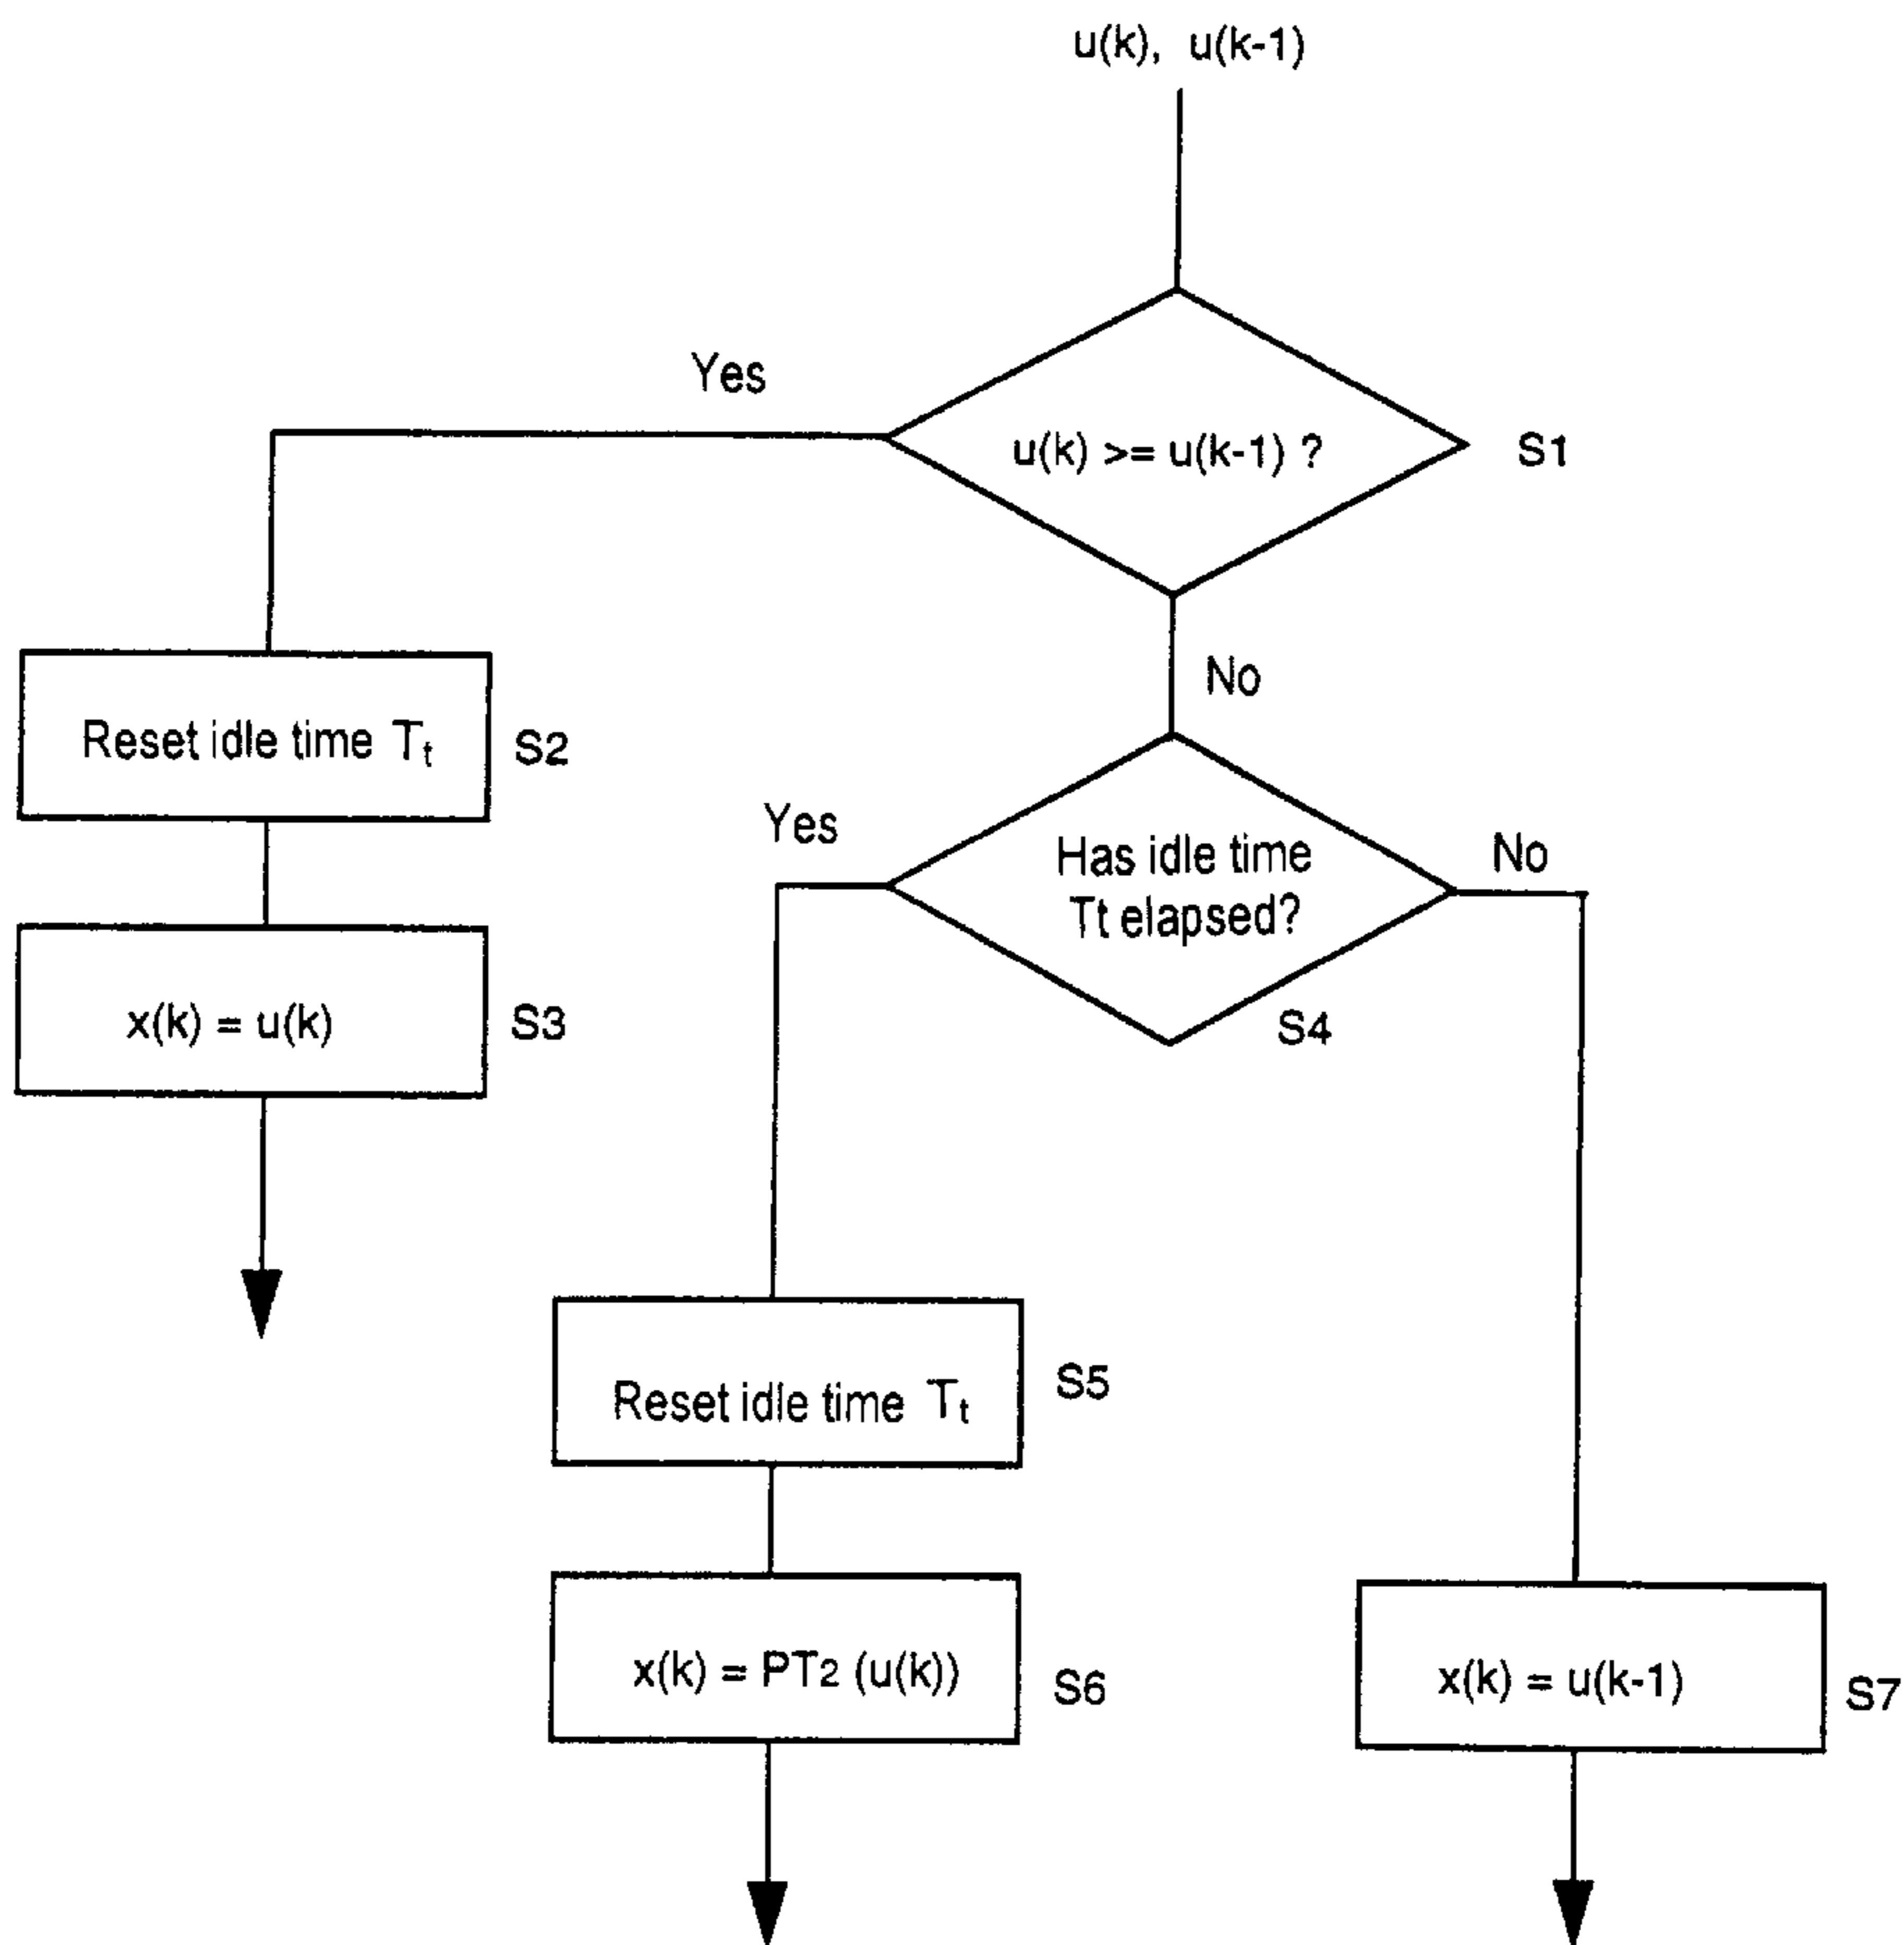 u(k), u(k-1)
Yes
u(k) >= u(k-1) ?
S1
No
Reset idle time Tt
S2
Yes
Has idle time
Tt elapsed?
No
S4
x(k) = u(k)
S3
Reset idle time Tt
S5
x(k) = PT2 (u(k))
S6
x(k) = u(k-1)
S7